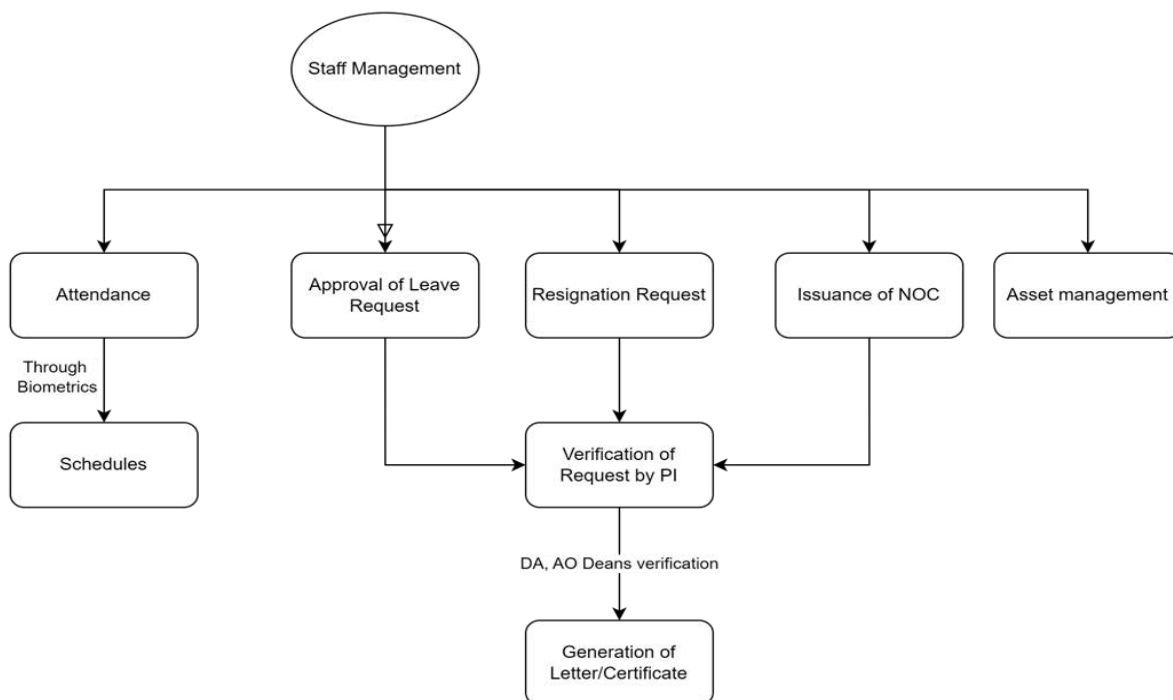 Staff Management
Attendance
Approval of Leave
Request
Resignation Request
Issuance of NOC
Asset management
Through
Biometrics
Schedules
Verification of
Request by PI
DA, AO Deans verification
Generation of
Letter/Certificate